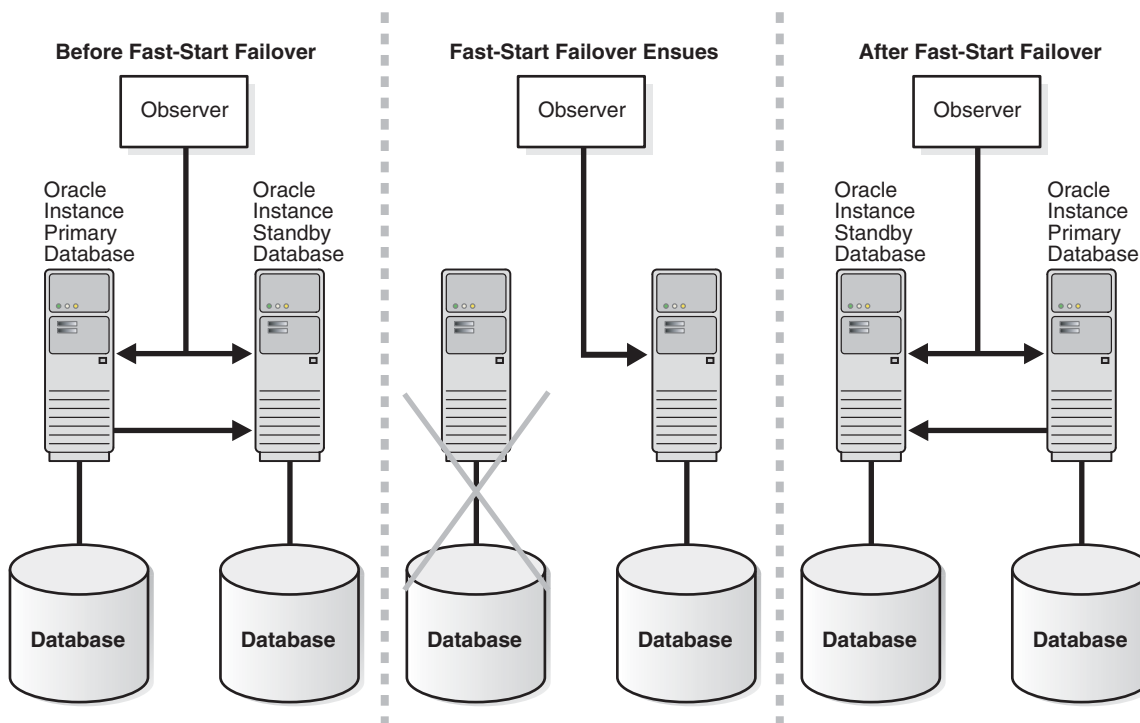 Before Fast-Start Failover
Observer
Oracle
Instance
Primary
Database
Oracle
Instance
Standby
Database
Database
Database
Fast-Start Failover Ensues
Observer
Database
Database
After Fast-Start Failover
Observer
Oracle
Instance
Standby
Database
Oracle
Instance
Primary
Database
Database
Database